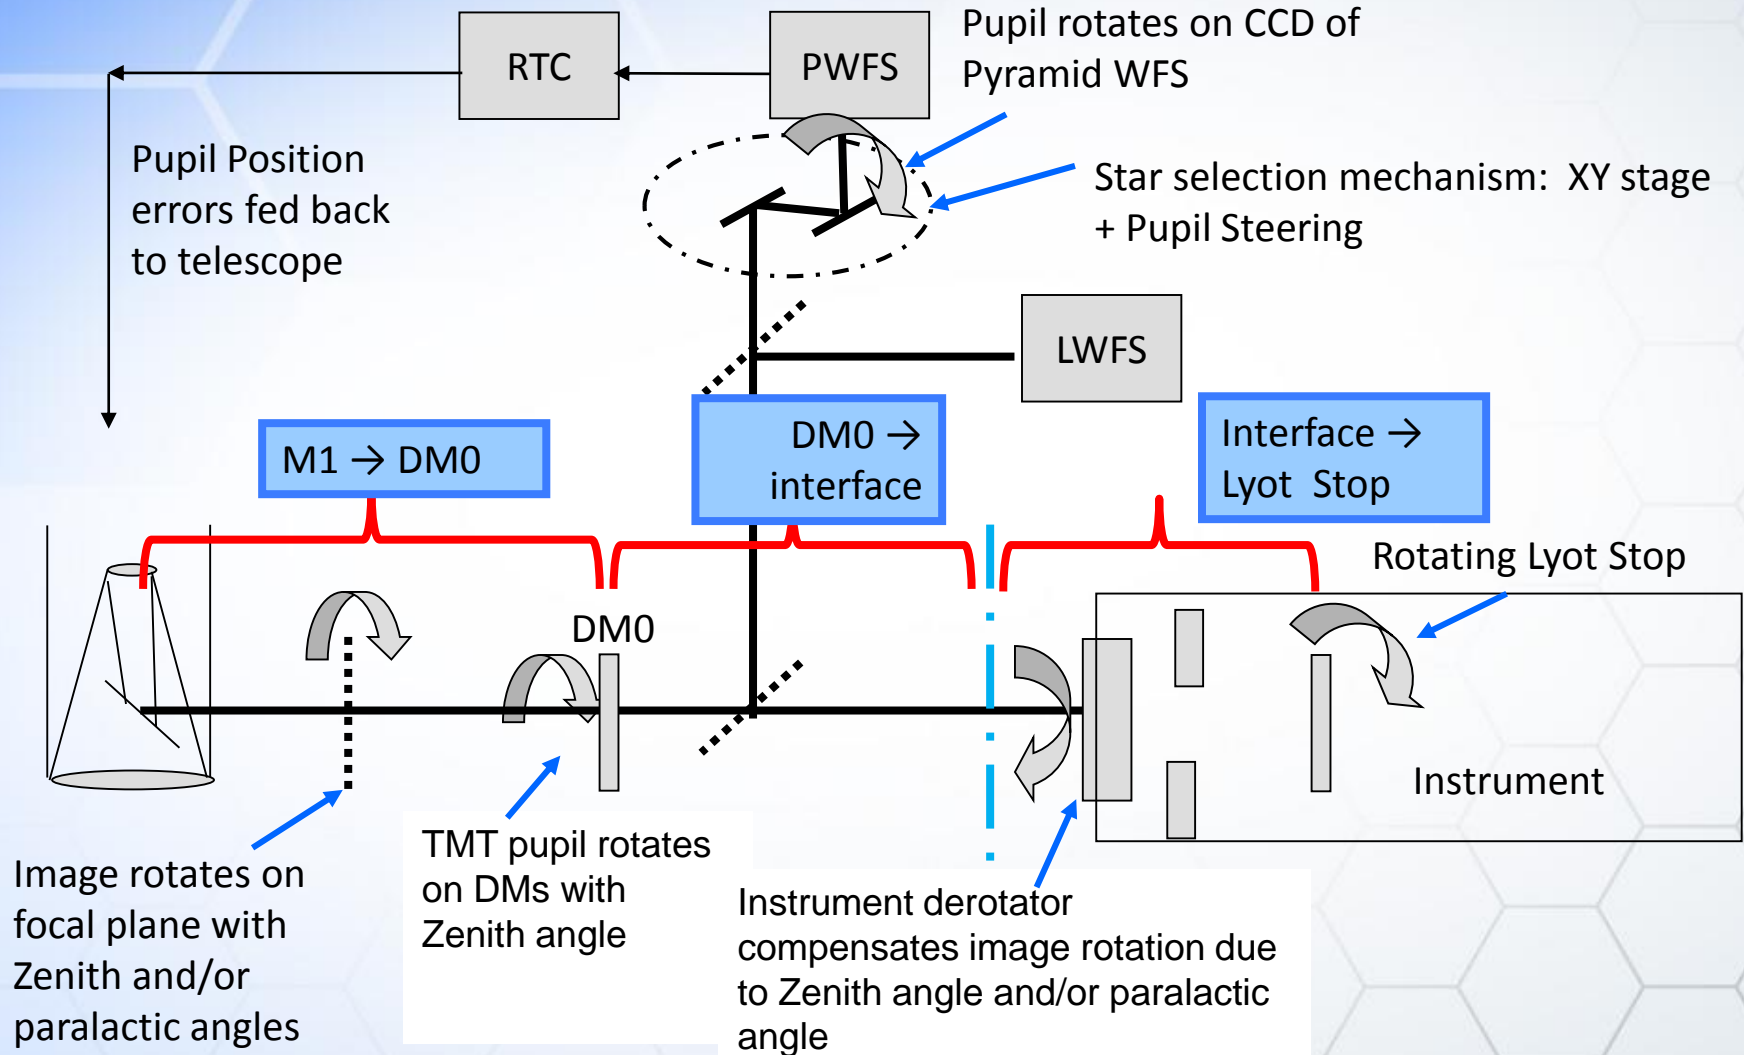 Pupil rotates on CCD of
Pyramid WFS
RTC
PWFS
Pupil Position
errors fed back
to telescope
Star selection mechanism:  XY stage
+ Pupil Steering
LWFS
M1 → DM0
DM0 →
interface
Interface →
Lyot  Stop
Rotating Lyot Stop
DM0
Instrument
TMT pupil rotates
on DMs with
Zenith angle
Image rotates on
focal plane with
Zenith and/or
paralactic angles
Instrument derotator
compensates image rotation due
to Zenith angle and/or paralactic
angle